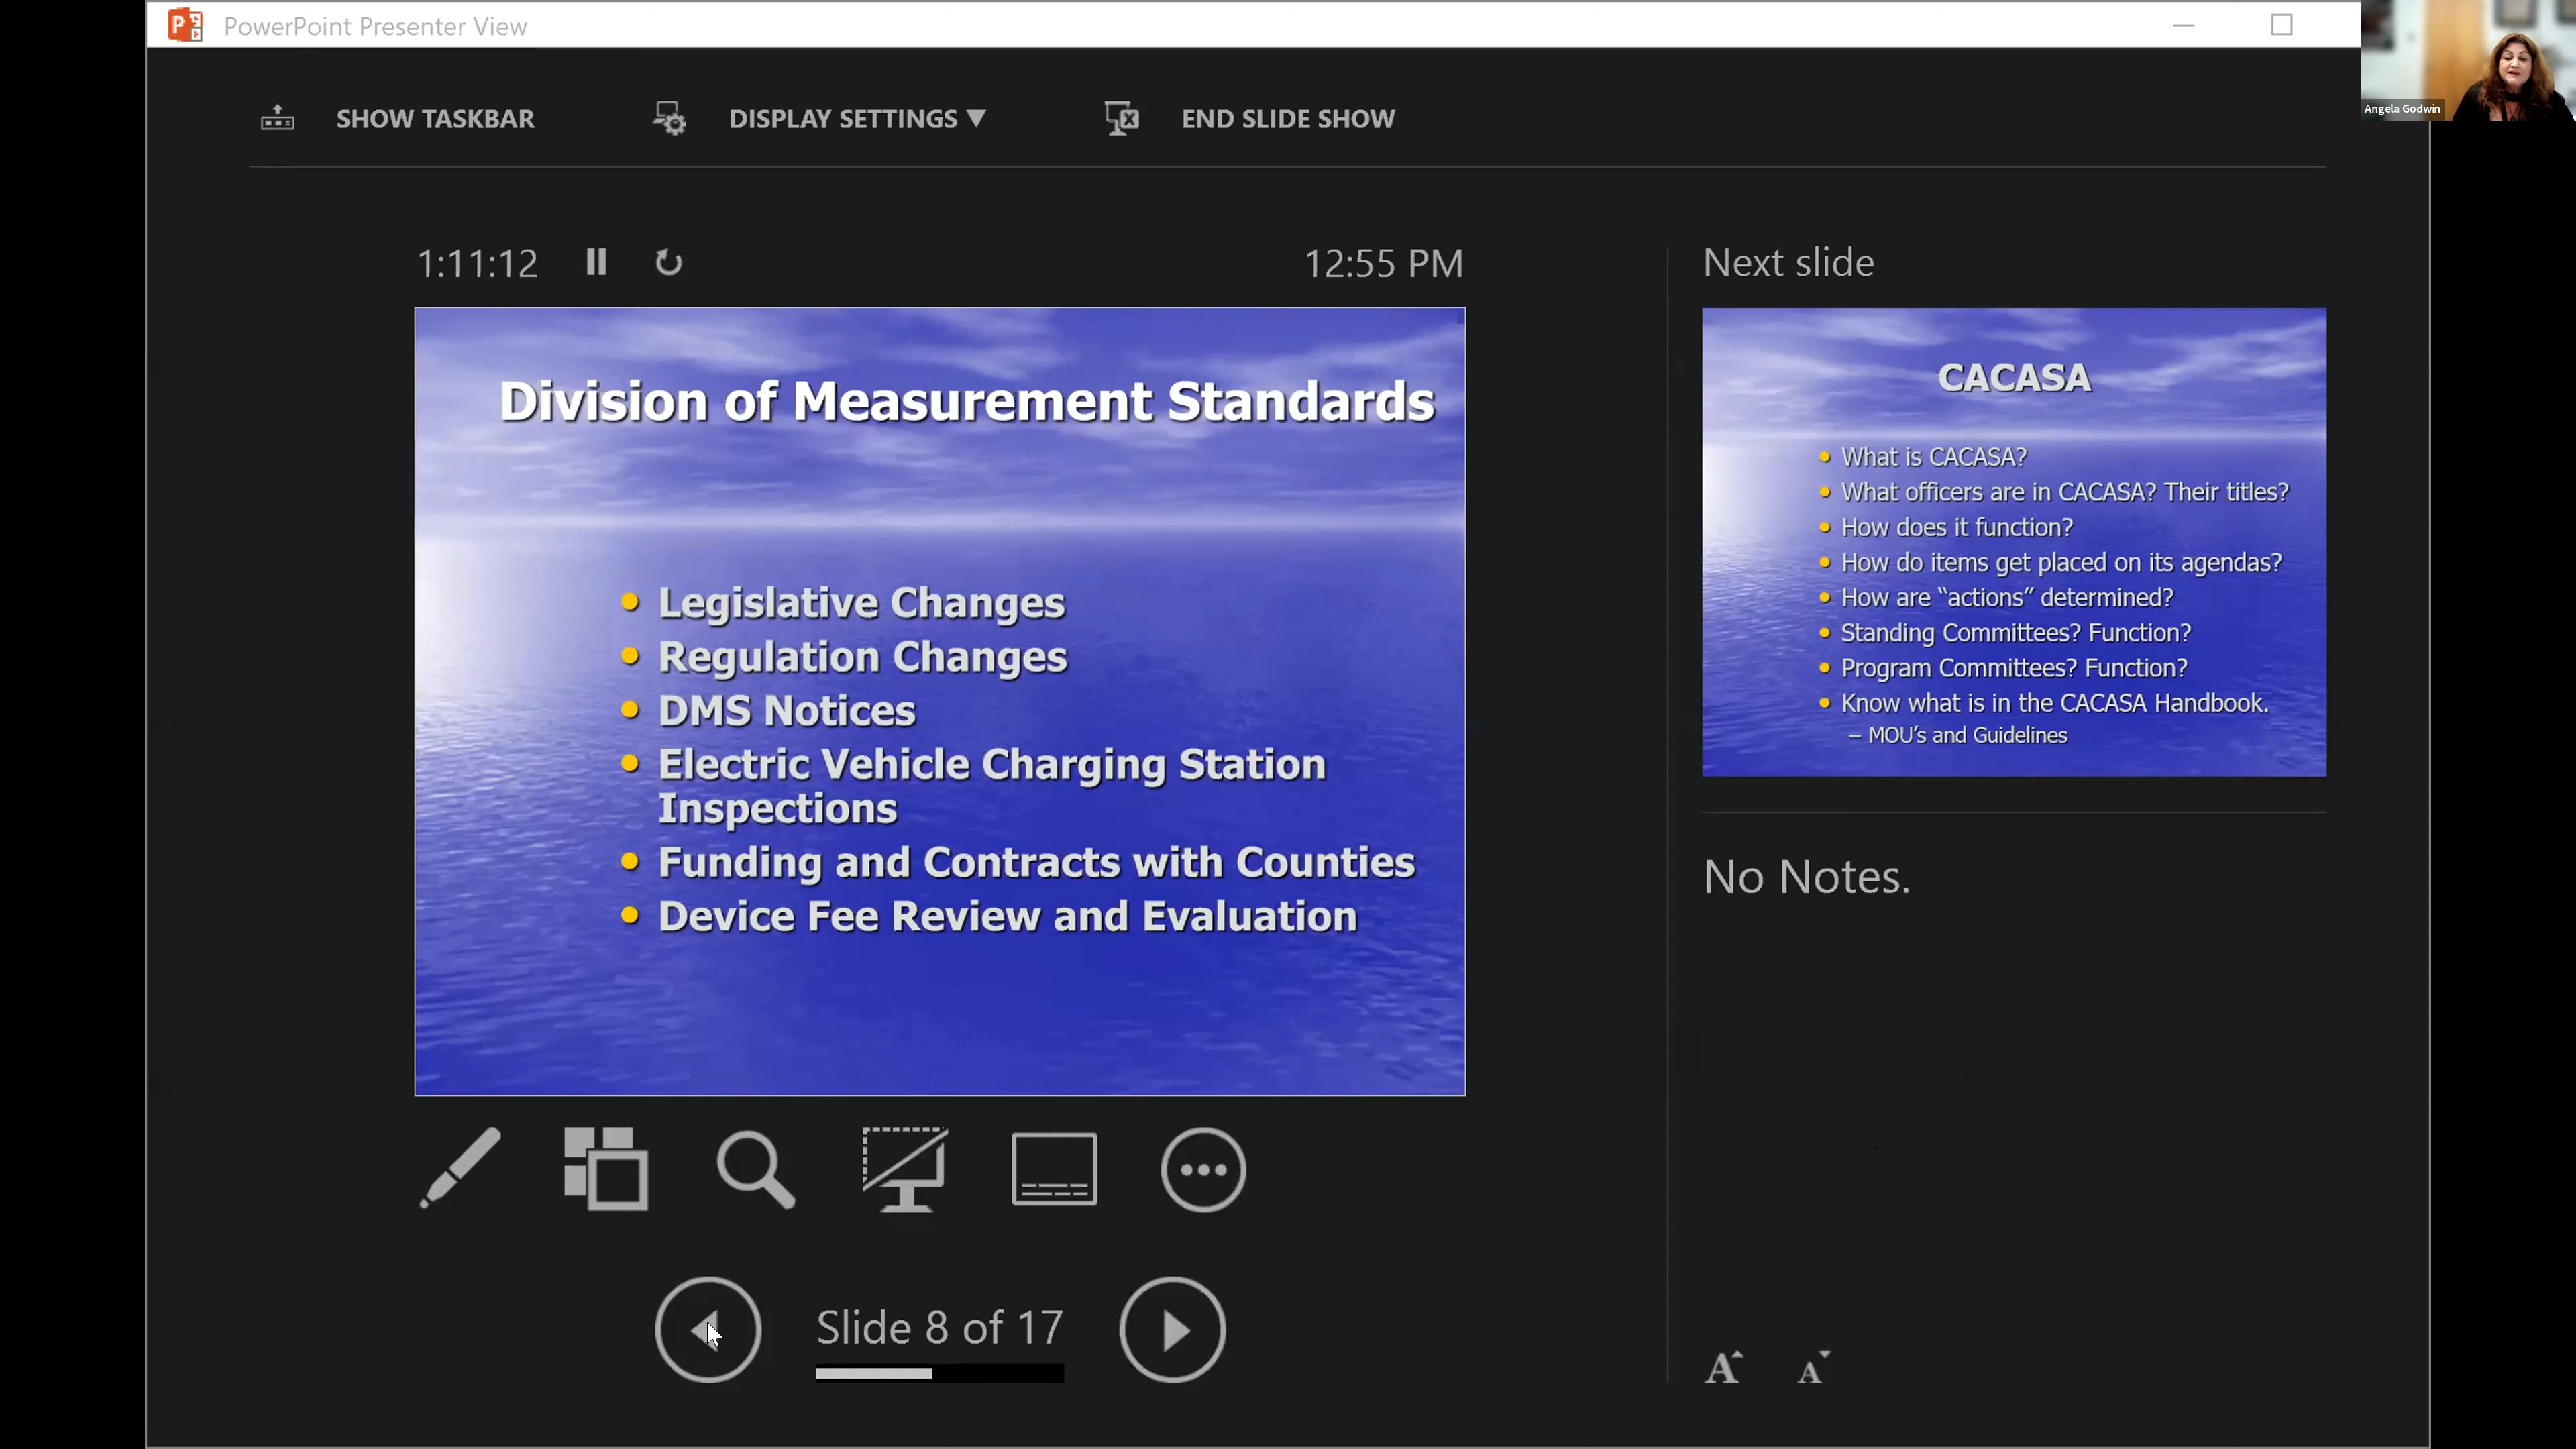 PowerPoint Presenter View
Angela Godwin
SHOW TASKBAR
DISPLAY SETTINGS ▼
END SLIDE SHOW
1:11:12
12:55 PM
Division of Measurement Standards
• Legislative Changes
• Regulation Changes
• DMS Notices
• Electric Vehicle Charging Station
Inspections
• Funding and Contracts with Counties
• Device Fee Review and Evaluation
Slide 8 of 17
Next slide
CACASA
• What is CACASA?
• What officers are in CACASA? Their titles?
• How does it function?
• How do items get placed on its agendas?
• How are “actions” determined?
• Standing Committees? Function?
• Program Committees? Function?
• Know what is in the CACASA Handbook.
– MOU’s and Guidelines
No Notes.
A A